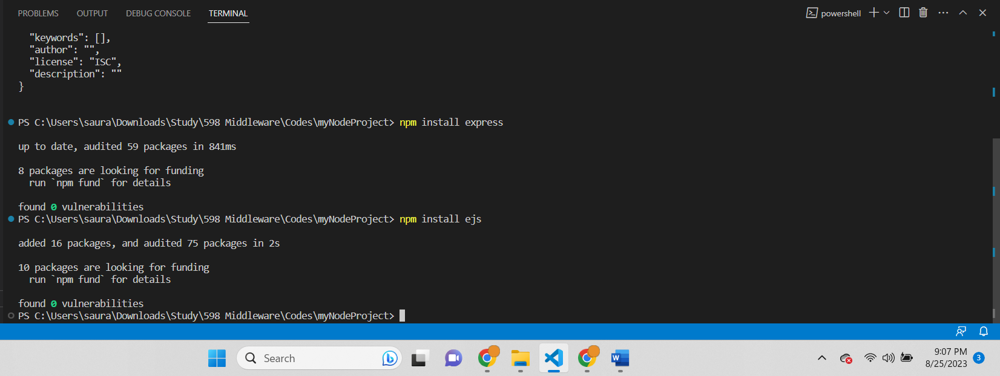 PROBLEMS OUTPUT DEBUG CONSOLE TERMINAL powershell
"keywords": [],
"author": "",
"license": "ISC",
"description": ""
}
PS C:\Users\saura\Downloads\Study\598 Middleware\Codes\myNodeProject> npm install express
up to date, audited 59 packages in 841ms
8 packages are looking for funding
run `npm fund` for details
found 0 vulnerabilities
PS C:\Users\saura\Downloads\Study\598 Middleware\Codes\myNodeProject> npm install ejs
added 16 packages, and audited 75 packages in 2s
10 packages are looking for funding
run `npm fund` for details
found 0 vulnerabilities
PS C:\Users\saura\Downloads\Study\598 Middleware\Codes\myNodeProject>
Search
W
9:07 PM
8/25/2023
3